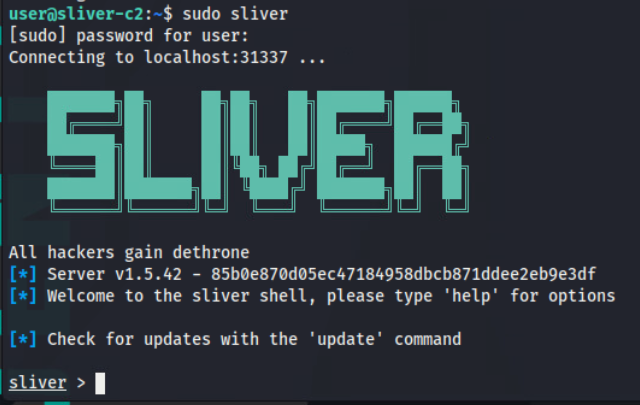 user@sliver-c2:~$ sudo sliver
[sudo] password for user:
Connecting to localhost:31337 ...
SLIVER
All hackers gain dethrone
[*] Server v1.5.42 - 85b0e870d05ec47184958dbcb871ddee2eb9e3df
[*] Welcome to the sliver shell, please type 'help' for options
[*] Check for updates with the 'update' command
sliver >